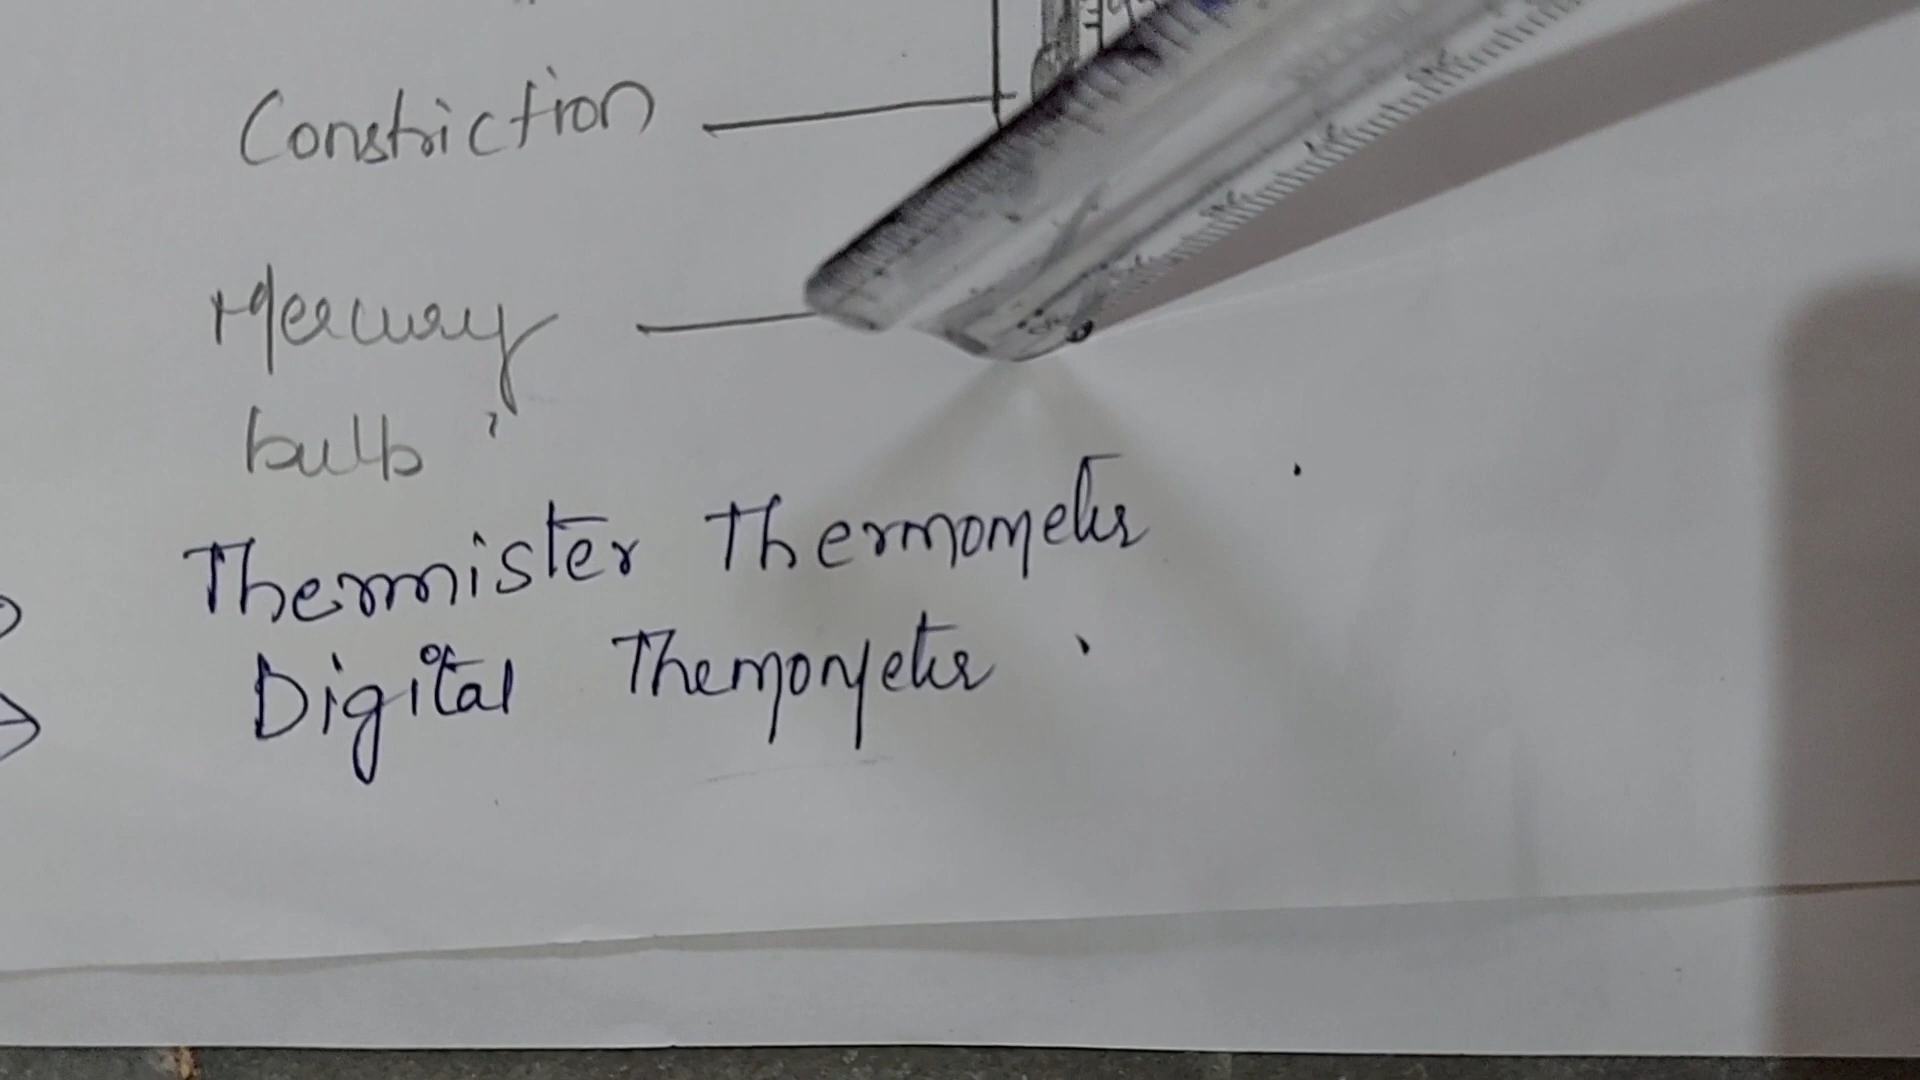 Constriction
Mercury
bulb
Thermister Thermometer
Digital Themometer